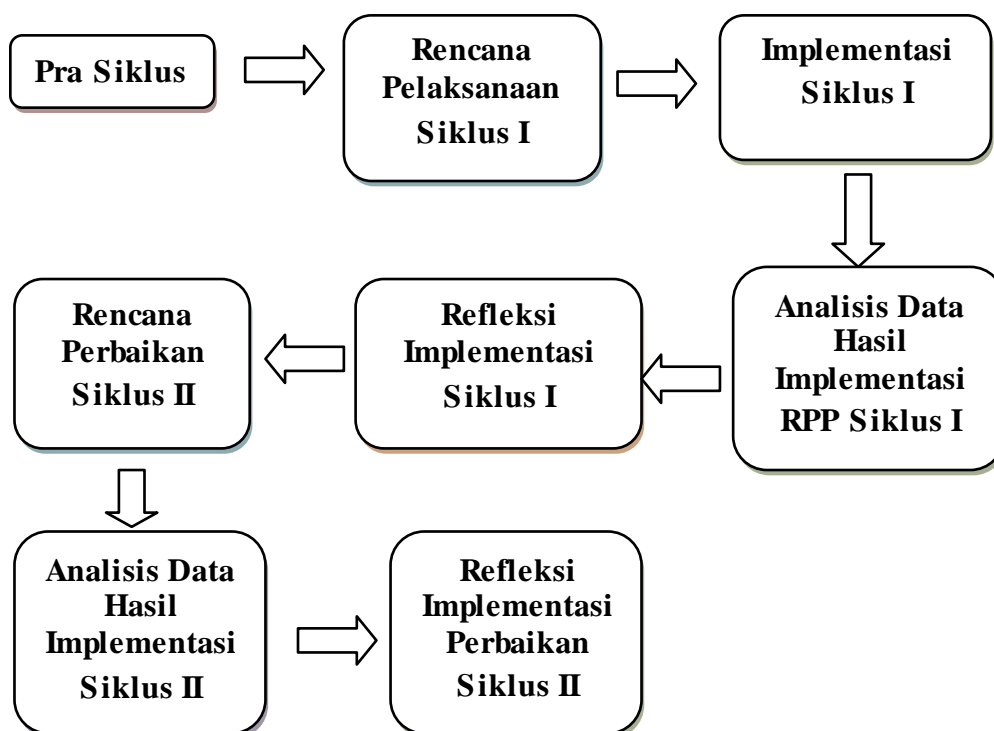 Pra Siklus
Rencana
Pelaksanaan
Siklus I
Implementasi
Siklus I
Analisis Data
Hasil
Implementasi
RPP Siklus I
Refleksi
Implementasi
Siklus I
Rencana
Perbaikan
Siklus II
Analisis Data
Hasil
Implementasi
Siklus II
Refleksi
Implementasi
Perbaikan
Siklus II